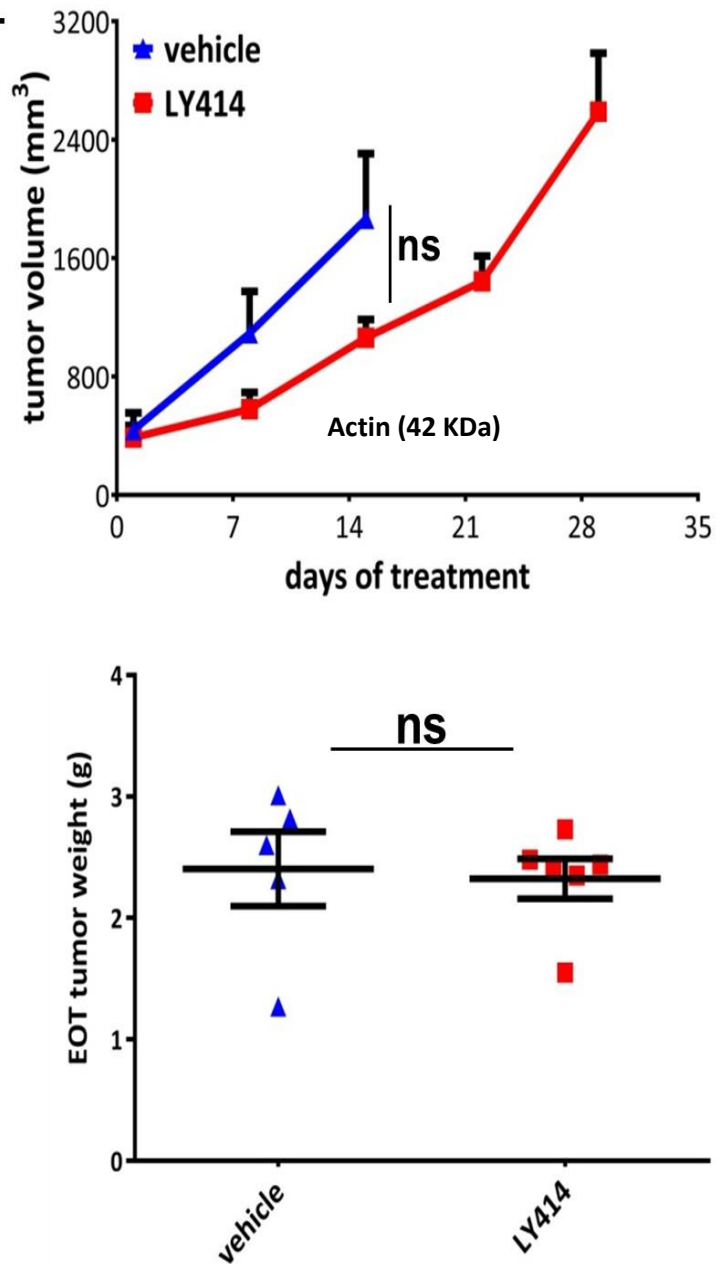 3200
2400
1600
800
0
tumor volume (mm³)
vehicle
LY414
ns
Actin (42 KDa)
0 7 14 21 28 35
days of treatment
4
3
2
1
0
EOT tumor weight (g)
ns
vehicle LY414